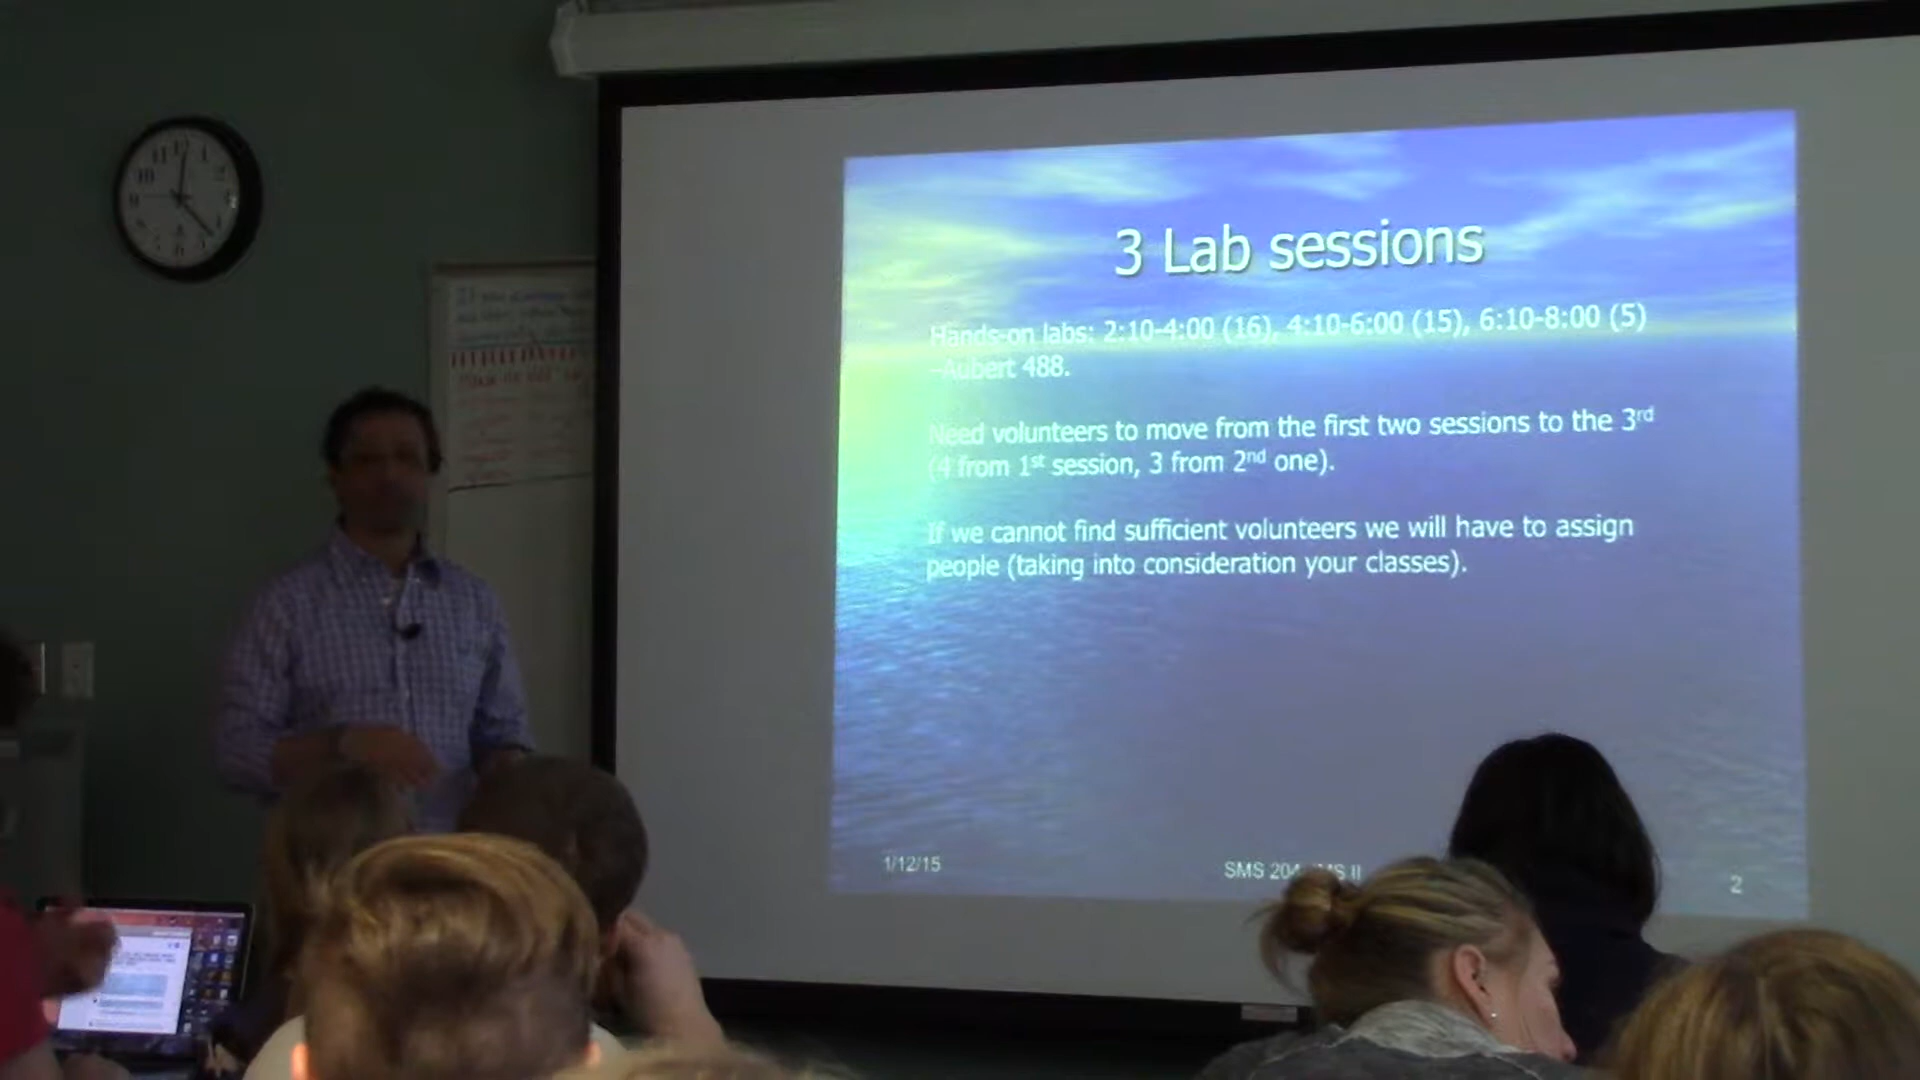 3 Lab sessions
Hands-on labs: 2:10-4:00 (16), 4:10-6:00 (15), 6:10-8:00 (5)
–Aubert 488.
Need volunteers to move from the first two sessions to the 3rd
(4 from 1st session, 3 from 2nd one).
If we cannot find sufficient volunteers we will have to assign
people (taking into consideration your classes).
1/12/15
SMS 204 II
2